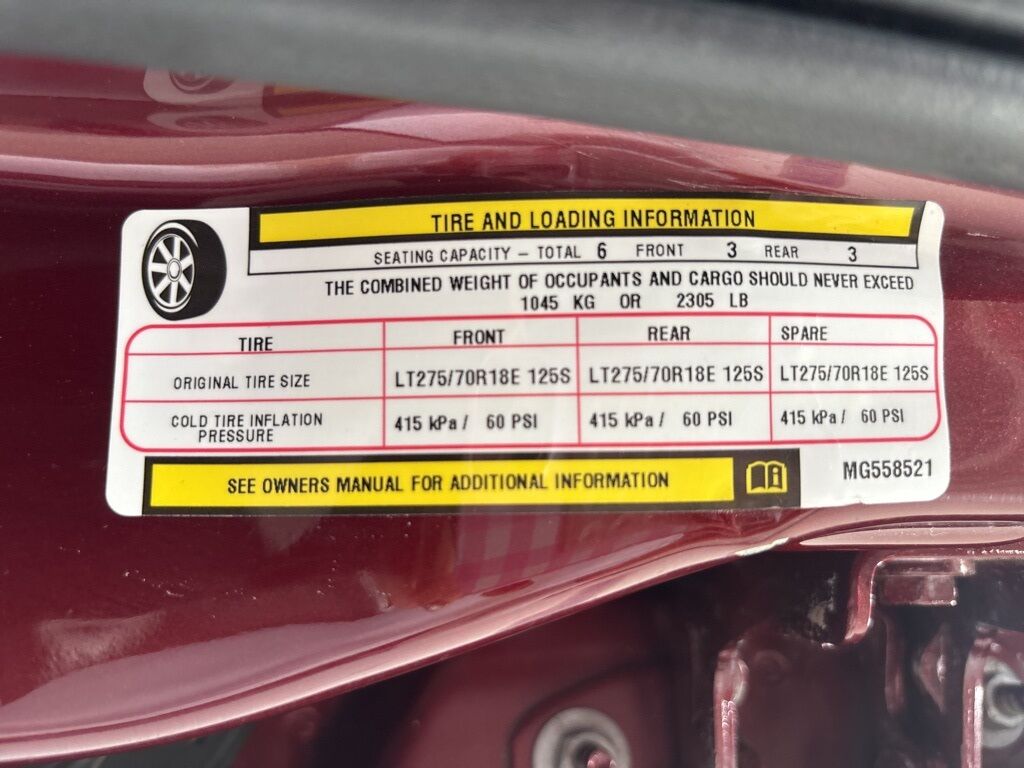 TIRE AND LOADING INFORMATION
SEATING CAPACITY – TOTAL 6 FRONT 3 REAR 3
THE COMBINED WEIGHT OF OCCUPANTS AND CARGO SHOULD NEVER EXCEED
1045 KG OR 2305 LB
TIRE FRONT REAR SPARE
ORIGINAL TIRE SIZE LT275/70R18E 125S LT275/70R18E 125S LT275/70R18E 125S
COLD TIRE INFLATION PRESSURE 415 kPa / 60 PSI 415 kPa / 60 PSI 415 kPa / 60 PSI
SEE OWNERS MANUAL FOR ADDITIONAL INFORMATION
MG558521